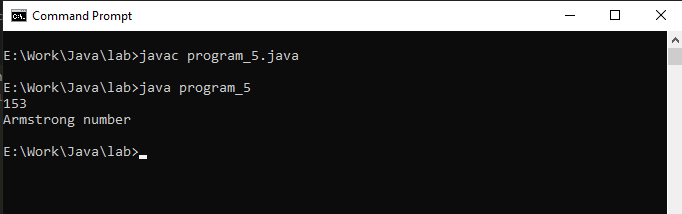 Command Prompt
E:\Work\Java\lab>javac program_5.java
E:\Work\Java\lab>java program_5
153
Armstrong number
E:\Work\Java\lab>